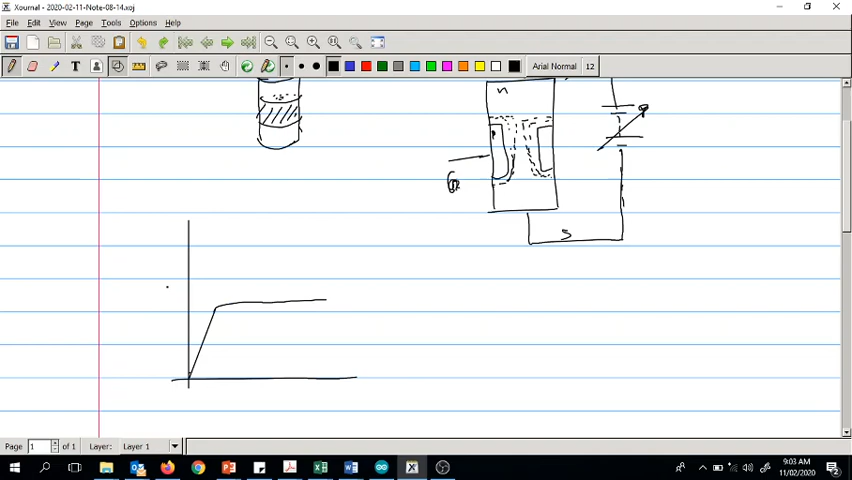 Xournal - 2020-02-11-Note-08-14.xoj
File Edit View Page Tools Options Help
Arial Normal 12
n
S
Page 1 of 1 Layer: Layer 1
9:03 AM
11/02/2020